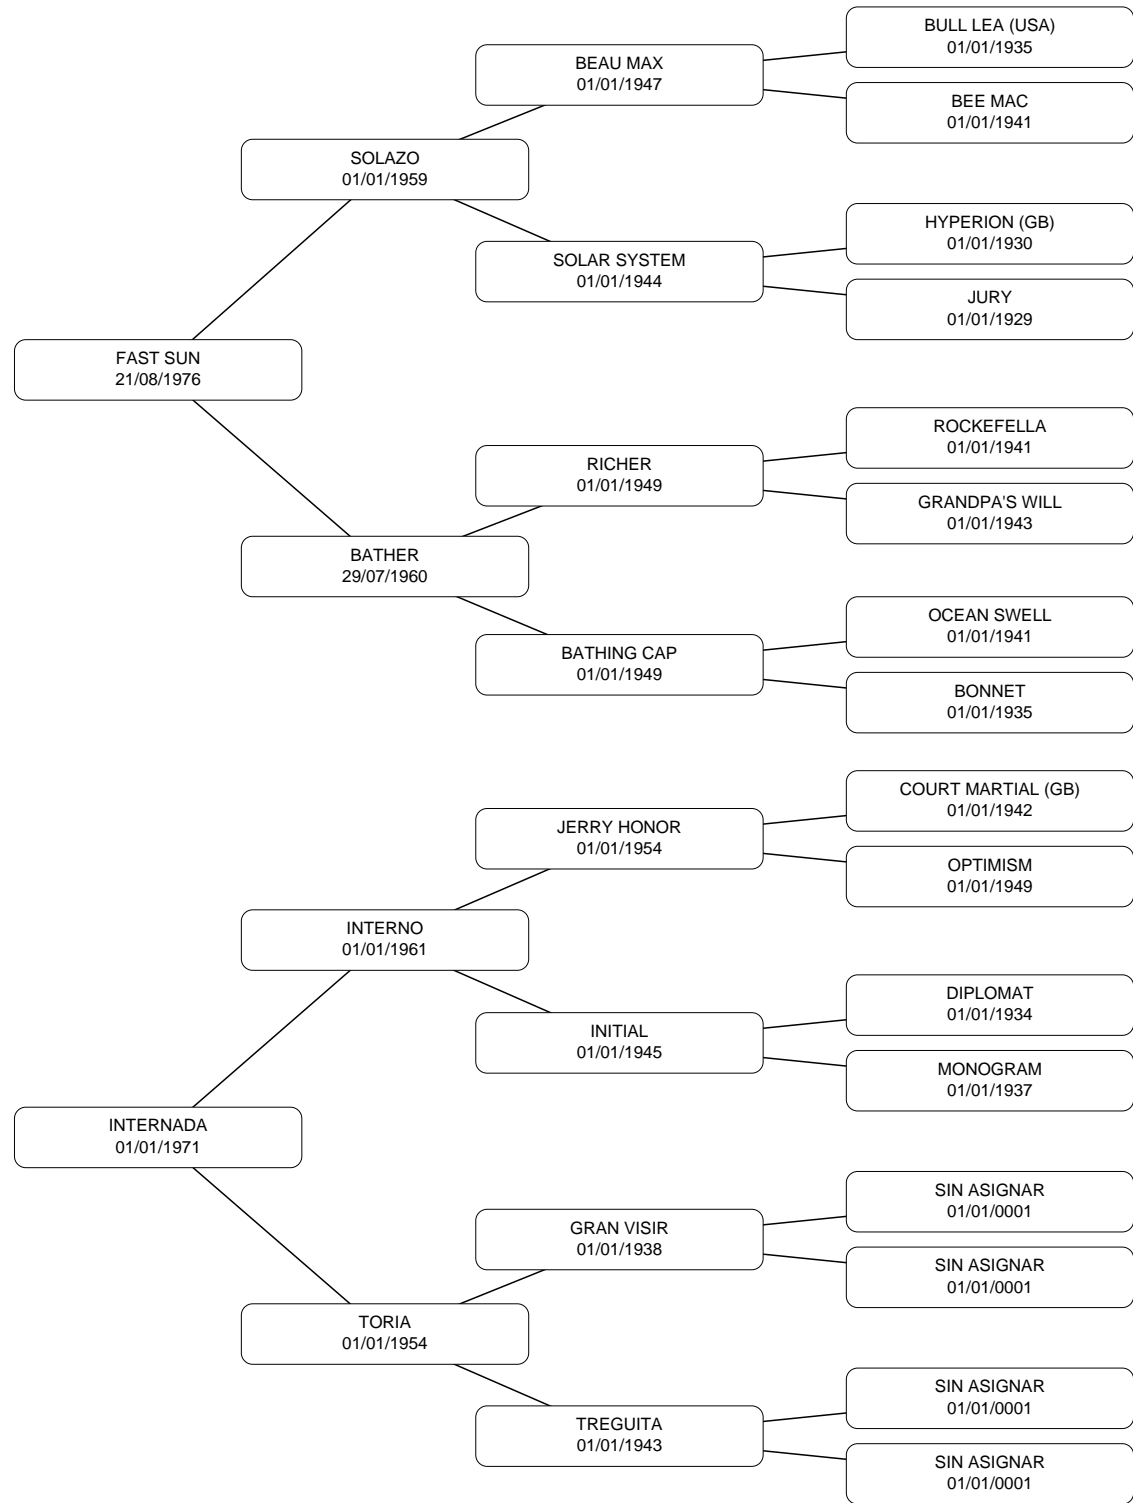 BULL LEA (USA)
01/01/1935
BEAU MAX
01/01/1947
BEE MAC
01/01/1941
SOLAZO
01/01/1959
HYPERION (GB)
01/01/1930
SOLAR SYSTEM
01/01/1944
JURY
01/01/1929
FAST SUN
21/08/1976
ROCKEFELLA
01/01/1941
RICHER
01/01/1949
GRANDPA'S WILL
01/01/1943
BATHER
29/07/1960
OCEAN SWELL
01/01/1941
BATHING CAP
01/01/1949
BONNET
01/01/1935
COURT MARTIAL (GB)
01/01/1942
JERRY HONOR
01/01/1954
OPTIMISM
01/01/1949
INTERNO
01/01/1961
DIPLOMAT
01/01/1934
INITIAL
01/01/1945
MONOGRAM
01/01/1937
INTERNADA
01/01/1971
SIN ASIGNAR
01/01/0001
GRAN VISIR
01/01/1938
SIN ASIGNAR
01/01/0001
TORIA
01/01/1954
SIN ASIGNAR
01/01/0001
TREGUITA
01/01/1943
SIN ASIGNAR
01/01/0001